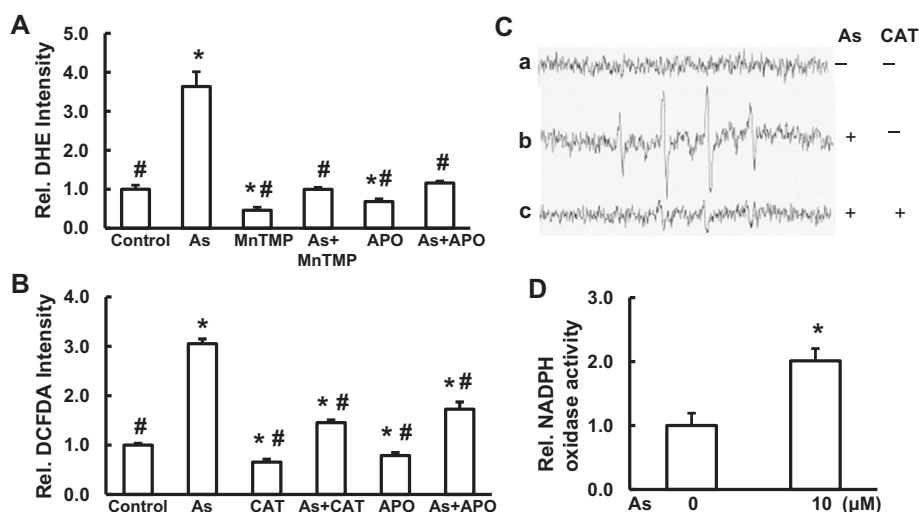 A
Rel. DHE Intensity
5.0
4.0
3.0
2.0
1.0
0.0
#
*
* #
#
* #
#
Control As MnTMP As+ APO As+APO
MnTMP
B
Rel. DCFDA Intensity
4.0
3.0
2.0
1.0
0.0
#
*
* #
* #
* #
* #
Control As CAT As+CAT APO As+APO
C
As CAT
a − −
b + −
c + +
D
Rel. NADPH
oxidase activity
3.0
2.0
1.0
0.0
*
As 0 10 (µM)